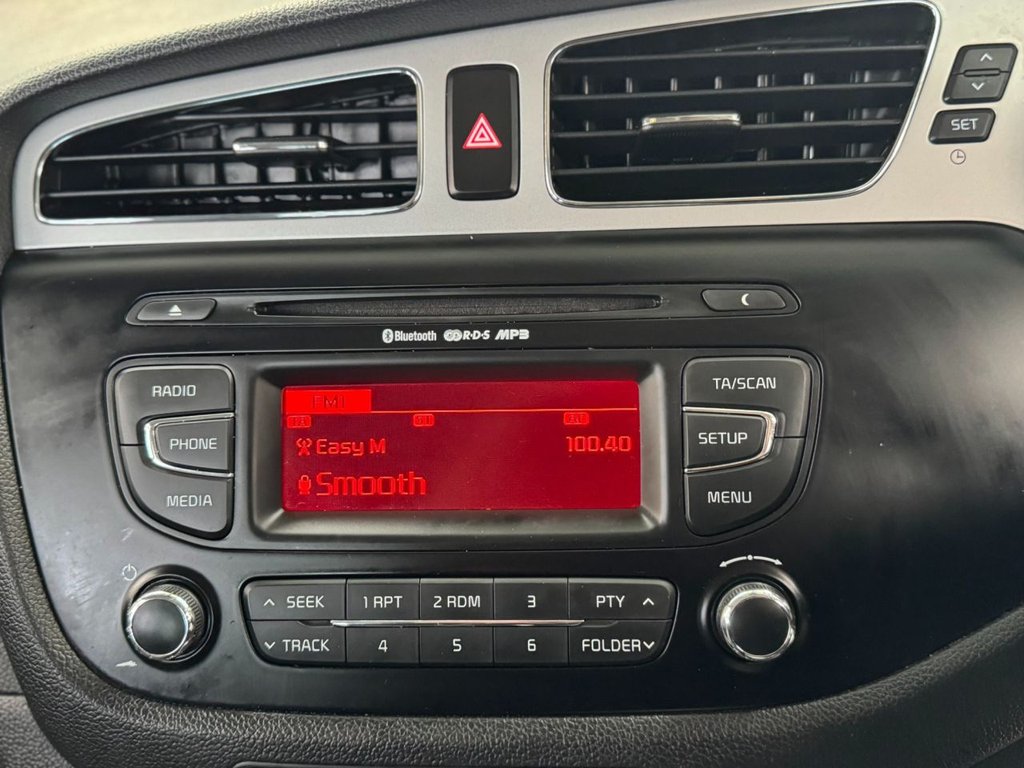 SET
Bluetooth R·D·S MP3
RADIO
PHONE
MEDIA
FM1
Easy M 100.40
Smooth
TA/SCAN
SETUP
MENU
SEEK 1 RPT 2 RDM 3 PTY
TRACK 4 5 6 FOLDER